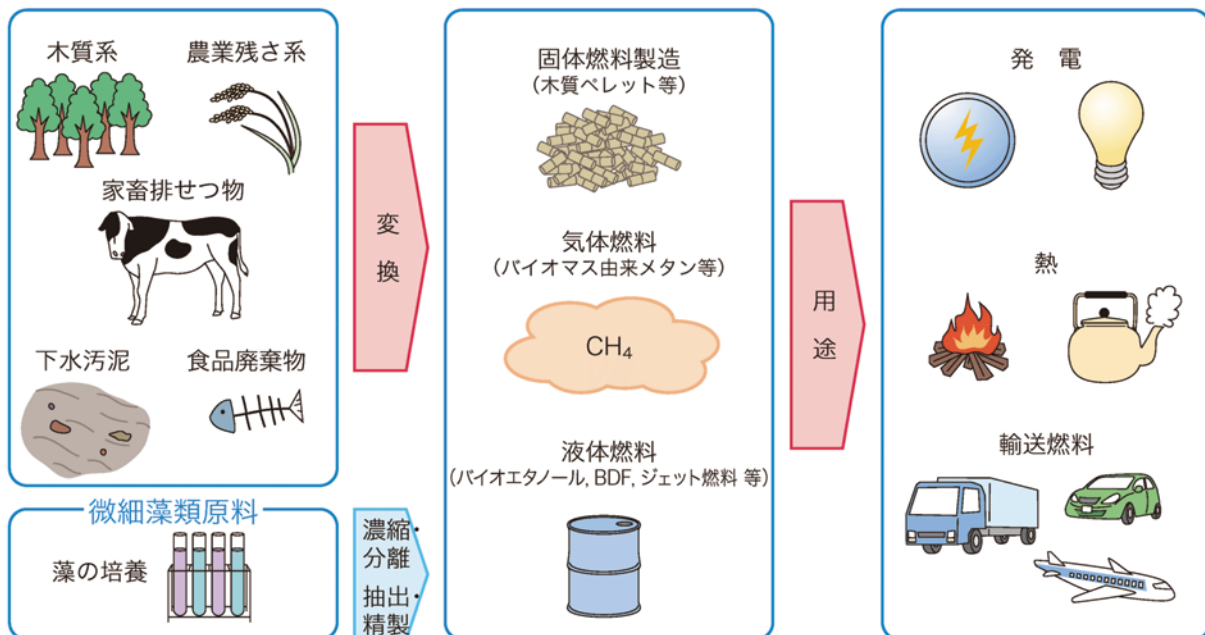 木質系
農業残さ系
家畜排せつ物
下水汚泥
食品廃棄物
微細藻類原料
藻の培養
変
換
濃縮・
分離
抽出・
精製
固体燃料製造
(木質ペレット等)
気体燃料
(バイオマス由来メタン等)
CH₄
液体燃料
(バイオエタノール, BDF, ジェット燃料 等)
用
途
発 電
熱
輸送燃料